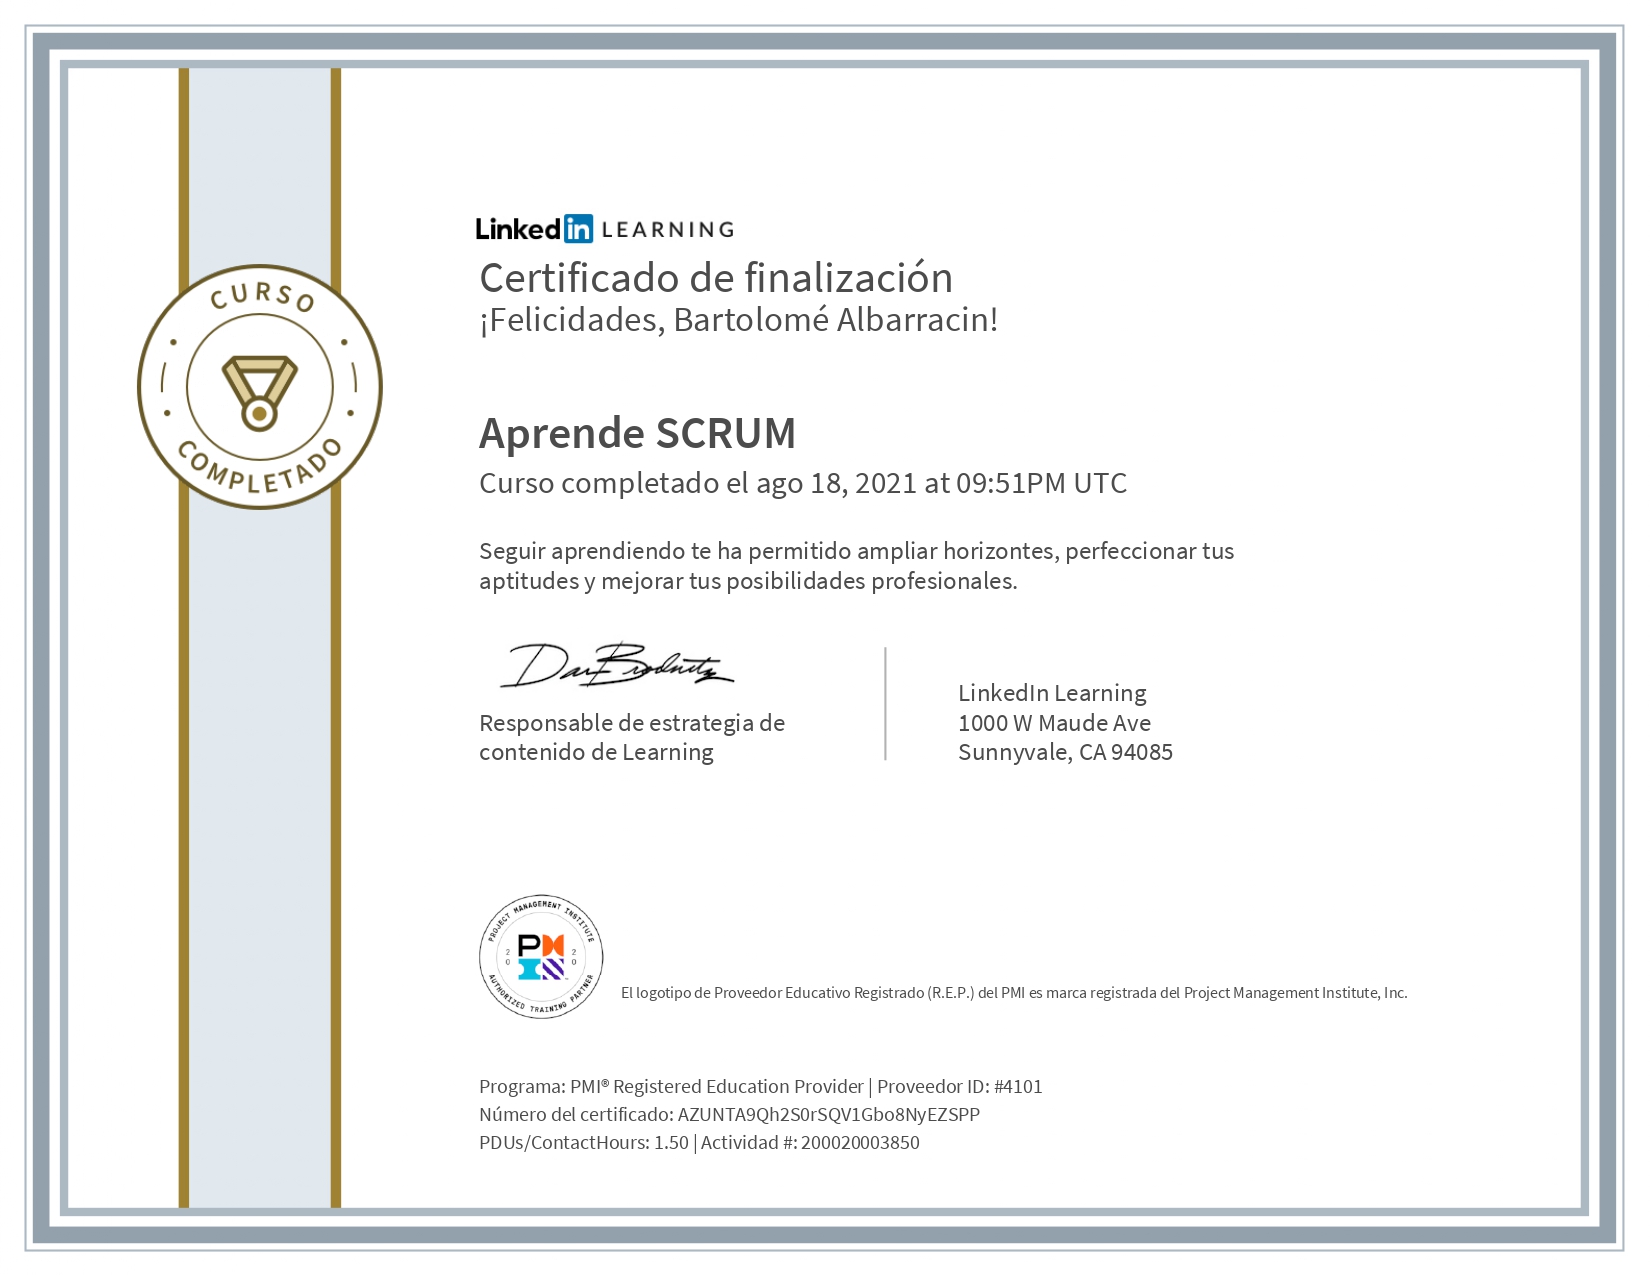 CURSO
COMPLETADO
Linked in LEARNING
Certificado de finalización
¡Felicidades, Bartolomé Albarracin!
Aprende SCRUM
Curso completado el ago 18, 2021 at 09:51PM UTC
Seguir aprendiendo te ha permitido ampliar horizontes, perfeccionar tus
aptitudes y mejorar tus posibilidades profesionales.
Responsable de estrategia de
contenido de Learning
LinkedIn Learning
1000 W Maude Ave
Sunnyvale, CA 94085
PROJECT MANAGEMENT INSTITUTE
20 20
AUTHORIZED TRAINING PARTNER
El logotipo de Proveedor Educativo Registrado (R.E.P.) del PMI es marca registrada del Project Management Institute, Inc.
Programa: PMI® Registered Education Provider | Proveedor ID: #4101
Número del certificado: AZUNTA9Qh2S0rSQV1Gbo8NyEZSPP
PDUs/ContactHours: 1.50 | Actividad #: 200020003850